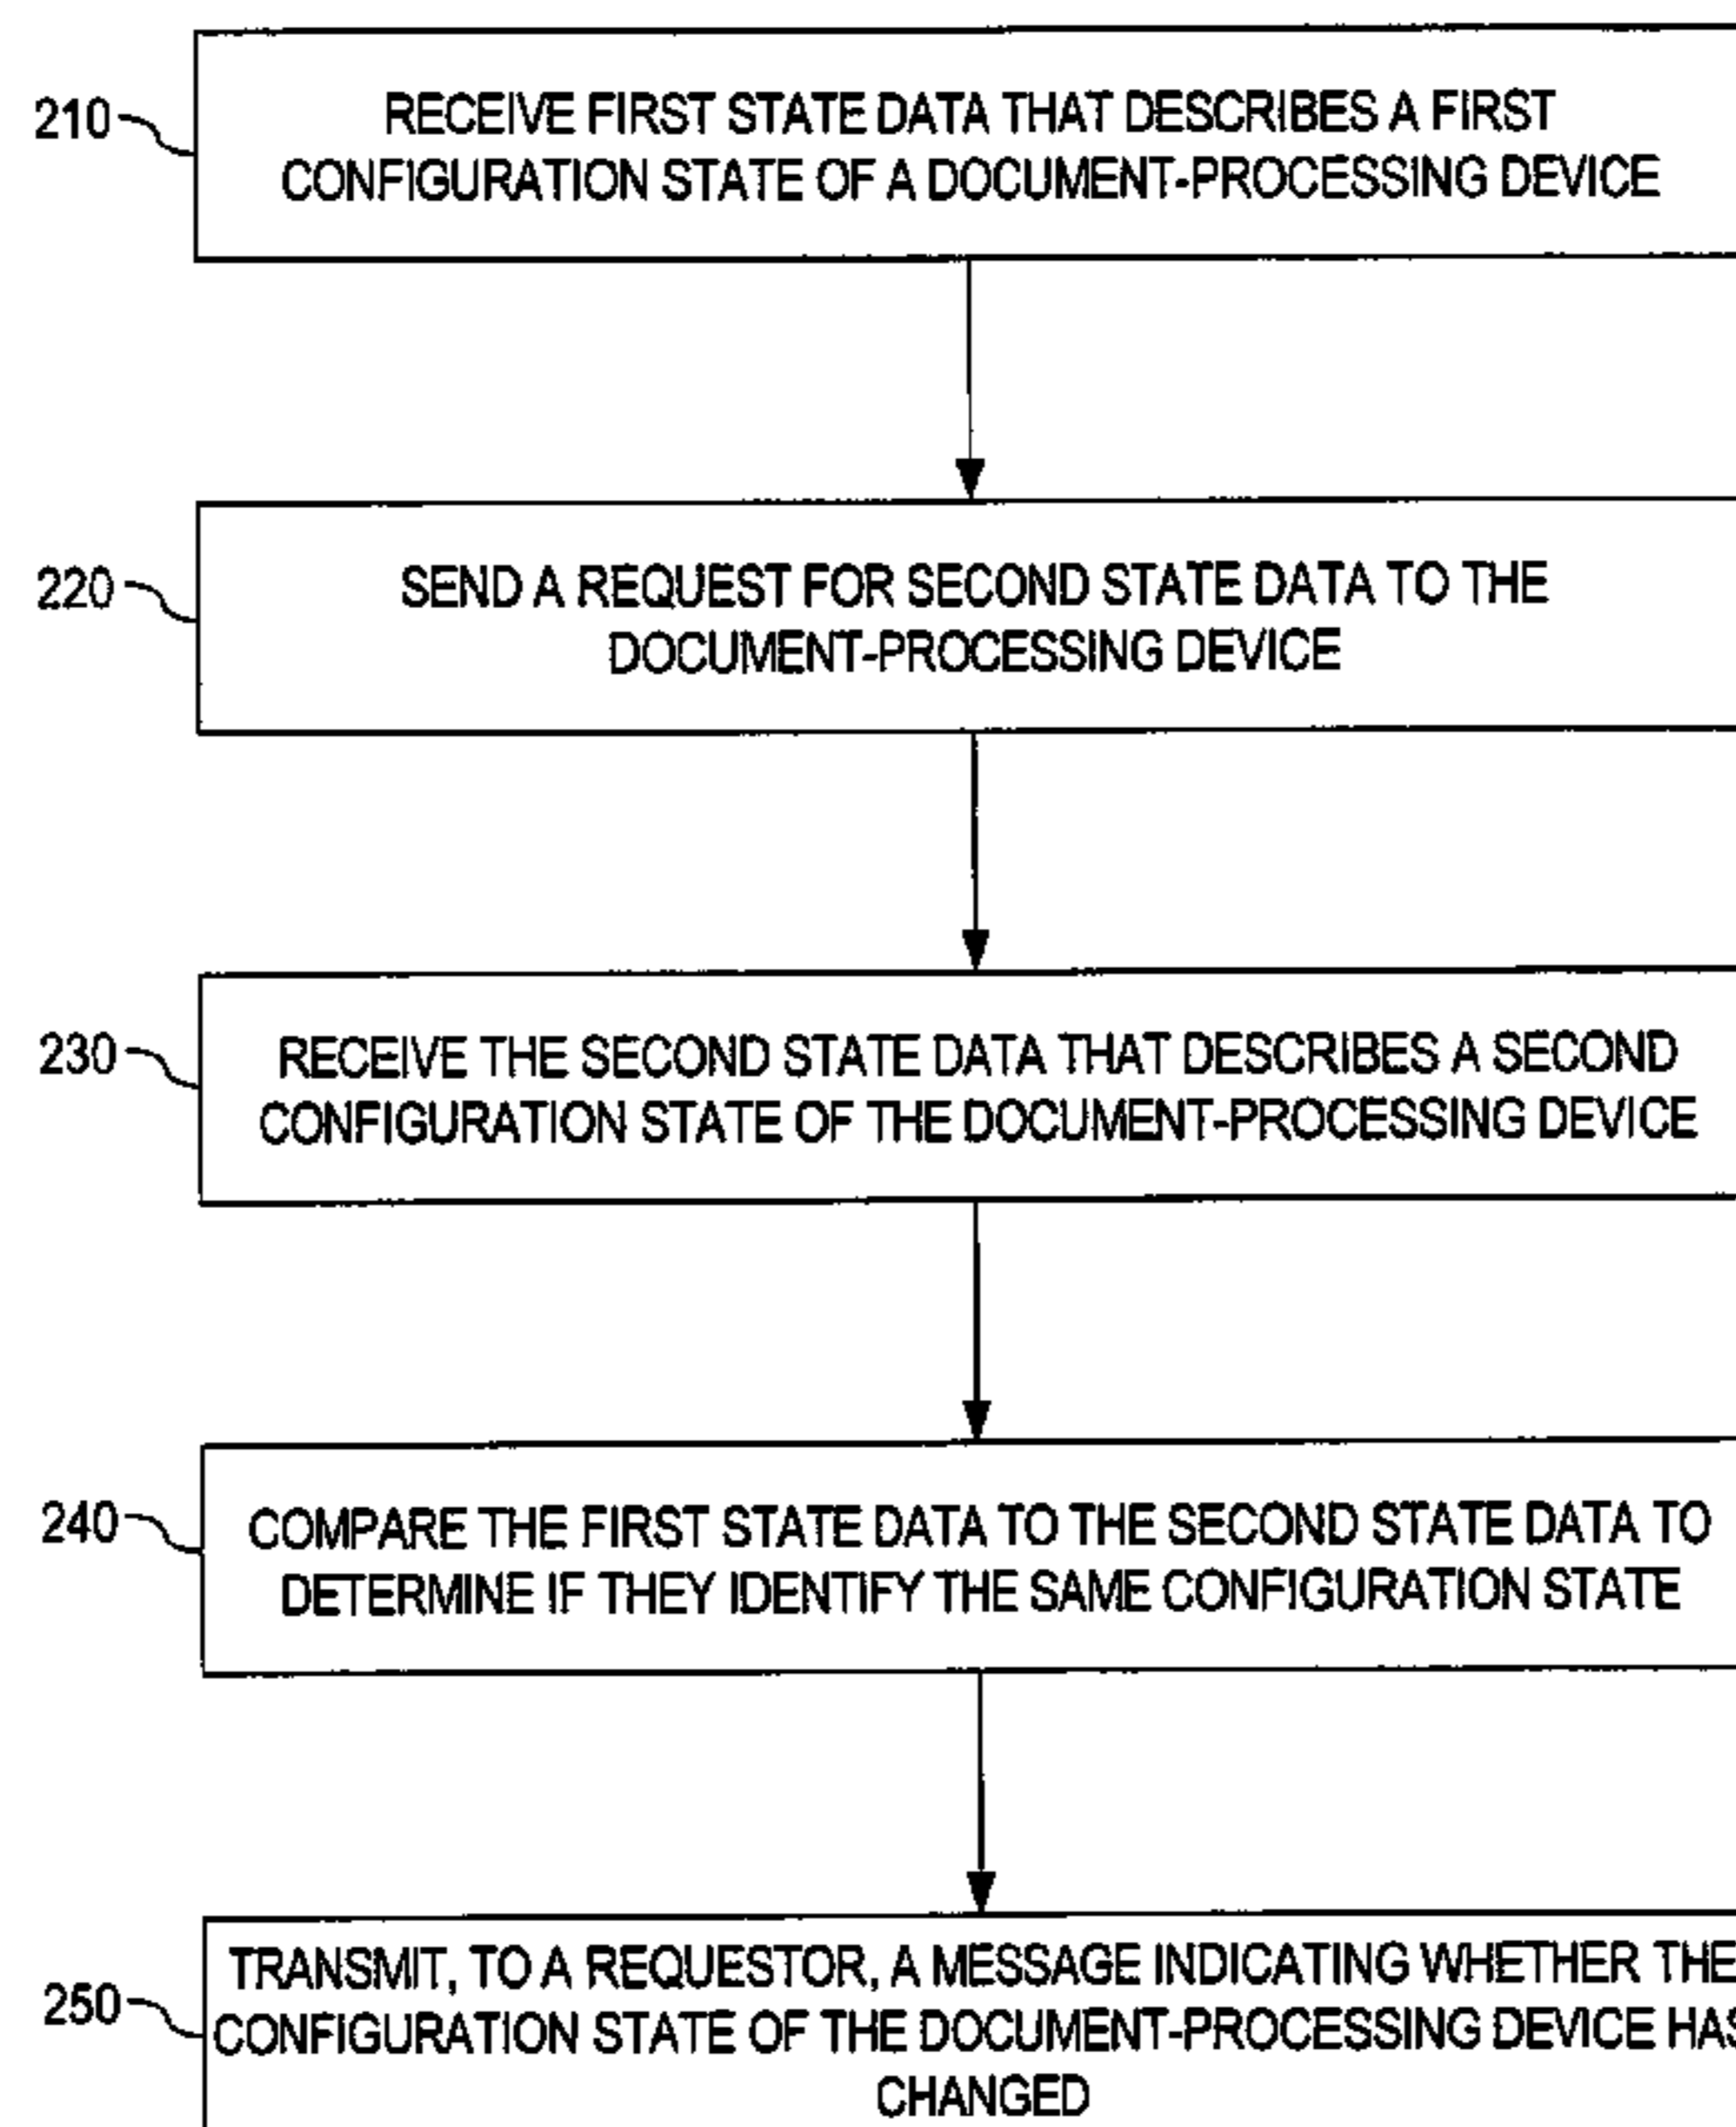 210
RECEIVE FIRST STATE DATA THAT DESCRIBES A FIRST
CONFIGURATION STATE OF A DOCUMENT-PROCESSING DEVICE
220
SEND A REQUEST FOR SECOND STATE DATA TO THE
DOCUMENT-PROCESSING DEVICE
230
RECEIVE THE SECOND STATE DATA THAT DESCRIBES A SECOND
CONFIGURATION STATE OF THE DOCUMENT-PROCESSING DEVICE
240
COMPARE THE FIRST STATE DATA TO THE SECOND STATE DATA TO
DETERMINE IF THEY IDENTIFY THE SAME CONFIGURATION STATE
250
TRANSMIT, TO A REQUESTOR, A MESSAGE INDICATING WHETHER THE
CONFIGURATION STATE OF THE DOCUMENT-PROCESSING DEVICE HAS
CHANGED